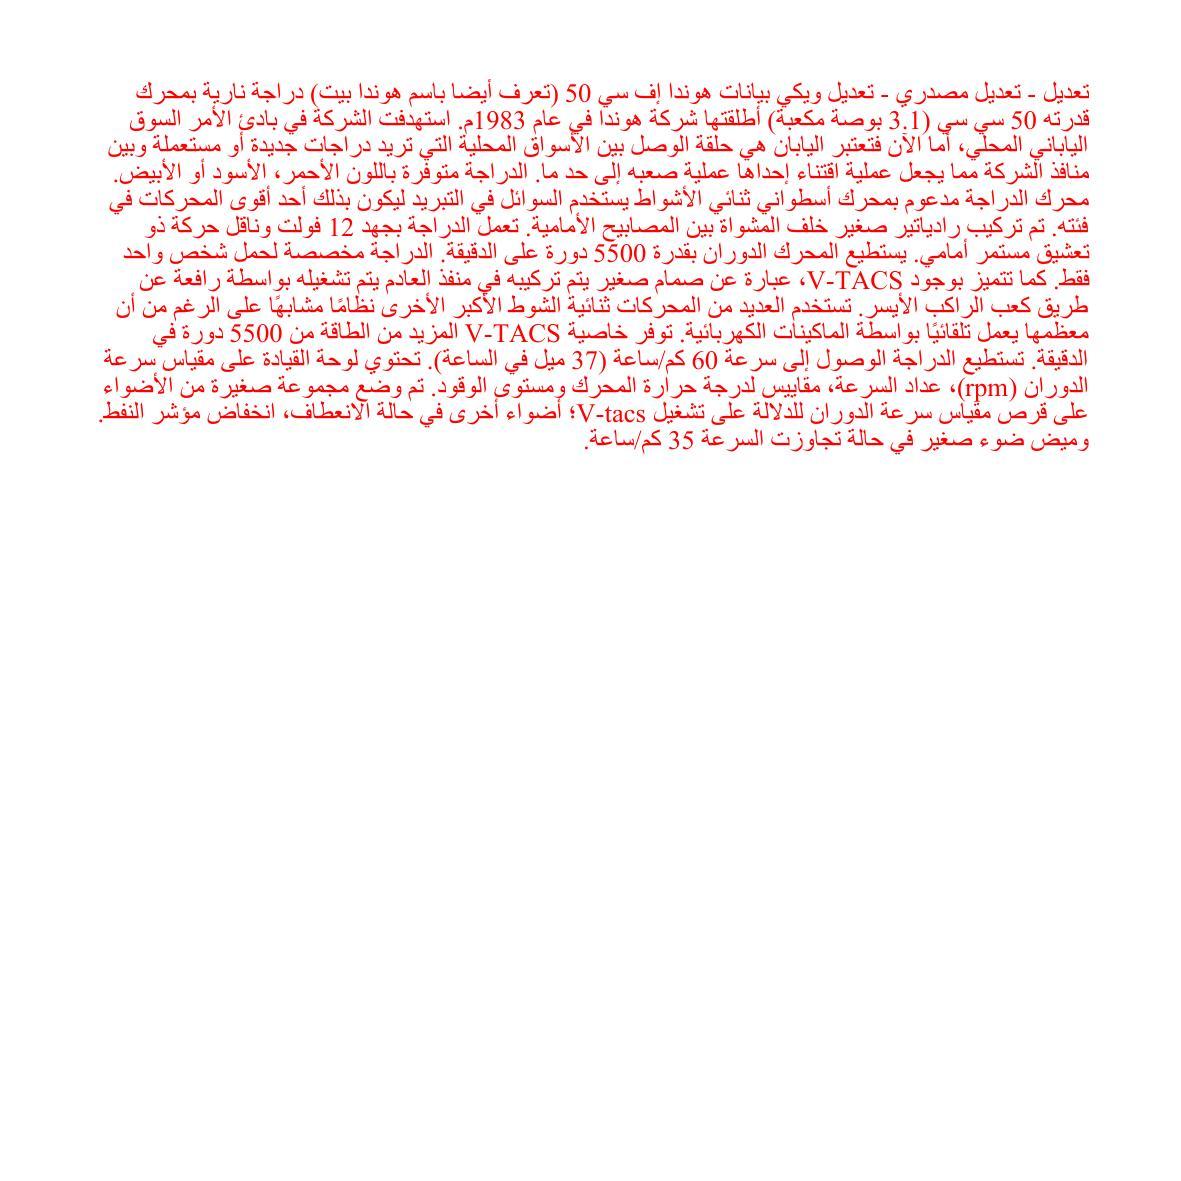 تعديل - تعديل مصدري - تعديل ويكي بيانات هوندا إف سي 50 (تعرف أيضا باسم هوندا بيت) دراجة نارية بمحرك
قدرته 50 سي سي (3.1 بوصة مكعبة) أطلقتها شركة هوندا في عام 1983م. استهدفت الشركة في بادئ الأمر السوق
الياباني المحلي، أما الآن فتعتبر اليابان هي حلقة الوصل بين الأسواق المحلية التي تريد دراجات جديدة أو مستعملة وبين
منافذ الشركة مما يجعل عملية اقتناء إحداها عملية صعبه إلى حد ما. الدراجة متوفرة باللون الأحمر، الأسود أو الأبيض.
محرك الدراجة مدعوم بمحرك أسطواني ثنائي الأشواط يستخدم السوائل في التبريد ليكون بذلك أحد أقوى المحركات في
فئته. تم تركيب رادياتير صغير خلف المشواة بين المصابيح الأمامية. تعمل الدراجة بجهد 12 فولت وناقل حركة ذو
تعشيق مستمر أمامي. يستطيع المحرك الدوران بقدرة 5500 دورة على الدقيقة. الدراجة مخصصة لحمل شخص واحد
فقط. كما تتميز بوجود V-TACS، عبارة عن صمام صغير يتم تركيبه في منفذ العادم يتم تشغيله بواسطة رافعة عن
طريق كعب الراكب الأيسر. تستخدم العديد من المحركات ثنائية الشوط الأكبر الأخرى نظامًا مشابهًا على الرغم من أن
معظمها يعمل تلقائيًا بواسطة الماكينات الكهربائية. توفر خاصية V-TACS المزيد من الطاقة من 5500 دورة في
الدقيقة. تستطيع الدراجة الوصول إلى سرعة 60 كم/ساعة (37 ميل في الساعة). تحتوي لوحة القيادة على مقياس سرعة
الدوران (rpm)، عداد السرعة، مقاييس لدرجة حرارة المحرك ومستوى الوقود. تم وضع مجموعة صغيرة من الأضواء
على قرص مقياس سرعة الدوران للدلالة على تشغيل V-tacs؛ أضواء أخرى في حالة الانعطاف، انخفاض مؤشر النفط.
وميض ضوء صغير في حالة تجاوزت السرعة 35 كم/ساعة.